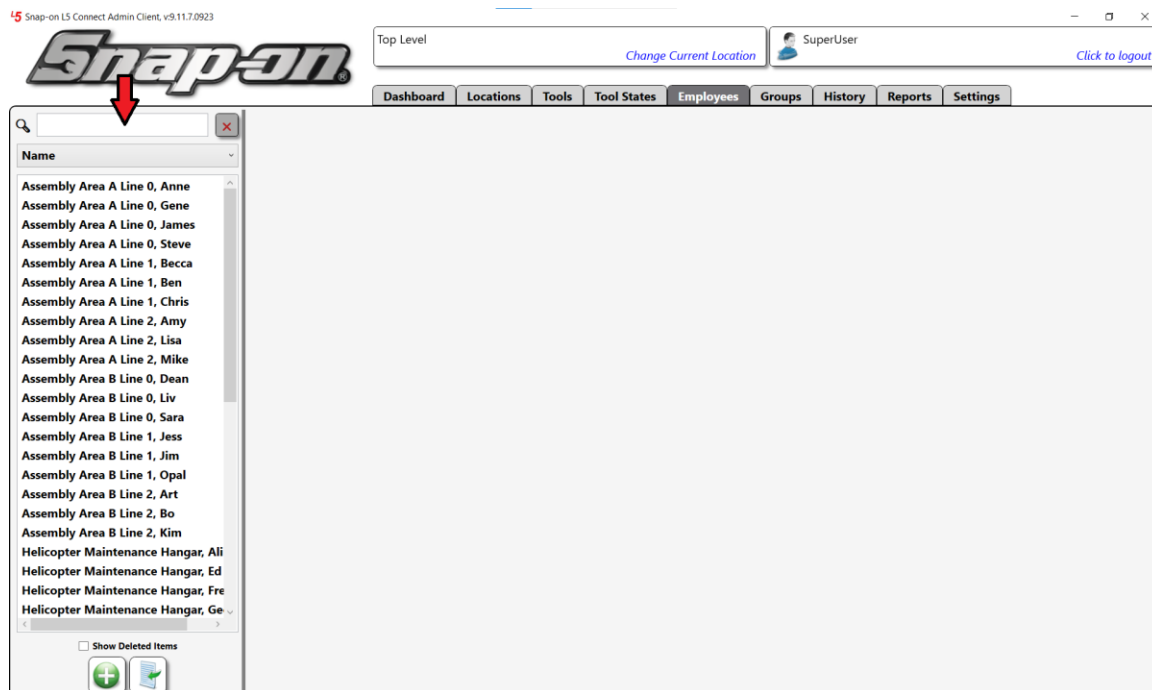 L5 Snap-on L5 Connect Admin Client, v:9.11.7.0923
Snap-on®
Top Level
Change Current Location
SuperUser
Click to logout
Dashboard Locations Tools Tool States Employees Groups History Reports Settings
Name
Assembly Area A Line 0, Anne
Assembly Area A Line 0, Gene
Assembly Area A Line 0, James
Assembly Area A Line 0, Steve
Assembly Area A Line 1, Becca
Assembly Area A Line 1, Ben
Assembly Area A Line 1, Chris
Assembly Area A Line 2, Amy
Assembly Area A Line 2, Lisa
Assembly Area A Line 2, Mike
Assembly Area B Line 0, Dean
Assembly Area B Line 0, Liv
Assembly Area B Line 0, Sara
Assembly Area B Line 1, Jess
Assembly Area B Line 1, Jim
Assembly Area B Line 1, Opal
Assembly Area B Line 2, Art
Assembly Area B Line 2, Bo
Assembly Area B Line 2, Kim
Helicopter Maintenance Hangar, Ali
Helicopter Maintenance Hangar, Ed
Helicopter Maintenance Hangar, Fre
Helicopter Maintenance Hangar, Ge
Show Deleted Items